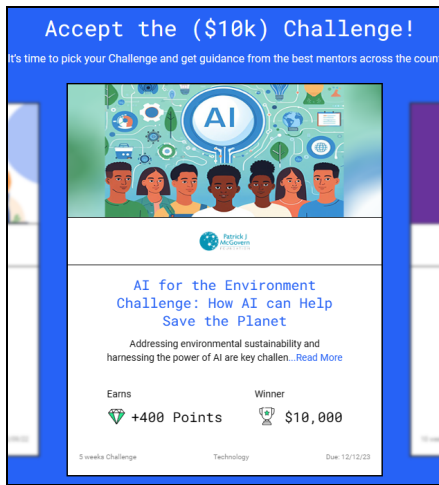 Accept the ($10k) Challenge!
It's time to pick your Challenge and get guidance from the best mentors across the coun
AI
Patrick J
McGovern
FOUNDATION
AI for the Environment
Challenge: How AI can Help
Save the Planet
Addressing environmental sustainability and
harnessing the power of AI are key challen...Read More
Earns
Winner
+400 Points
$10,000
5 weeks Challenge
Technology
Due: 12/12/23